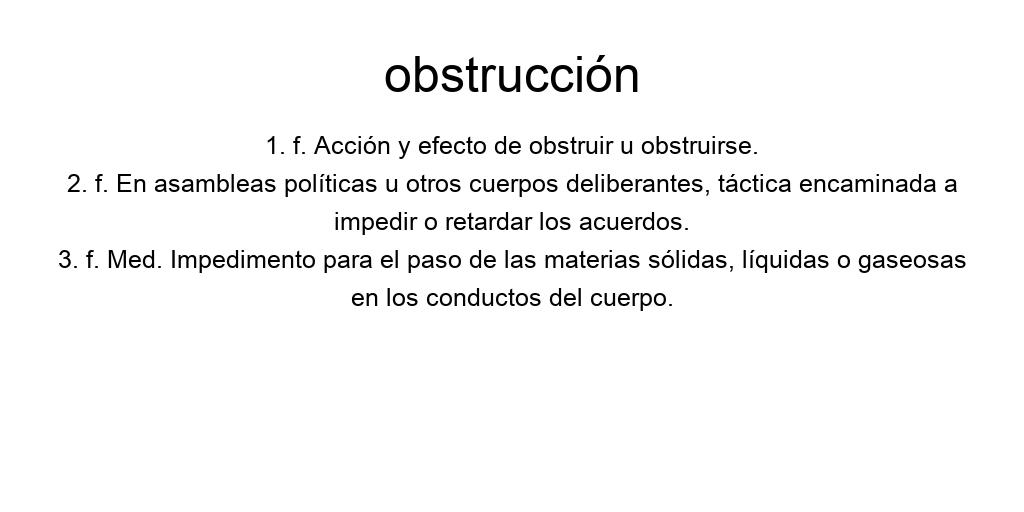 obstrucción
1. f. Acción y efecto de obstruir u obstruirse.
2. f. En asambleas políticas u otros cuerpos deliberantes, táctica encaminada a
impedir o retardar los acuerdos.
3. f. Med. Impedimento para el paso de las materias sólidas, líquidas o gaseosas
en los conductos del cuerpo.